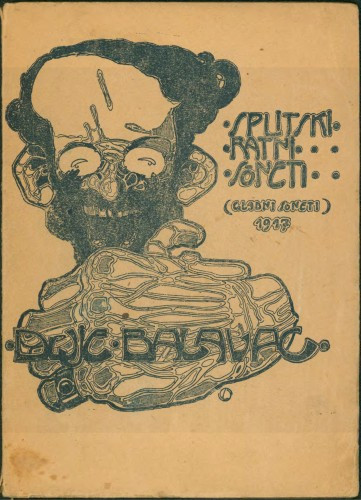 ·SPLITSKI·
·RATNI···
·SONETI··
(GLADNI SONETI)
1917
·DUJE·BALAVAC·